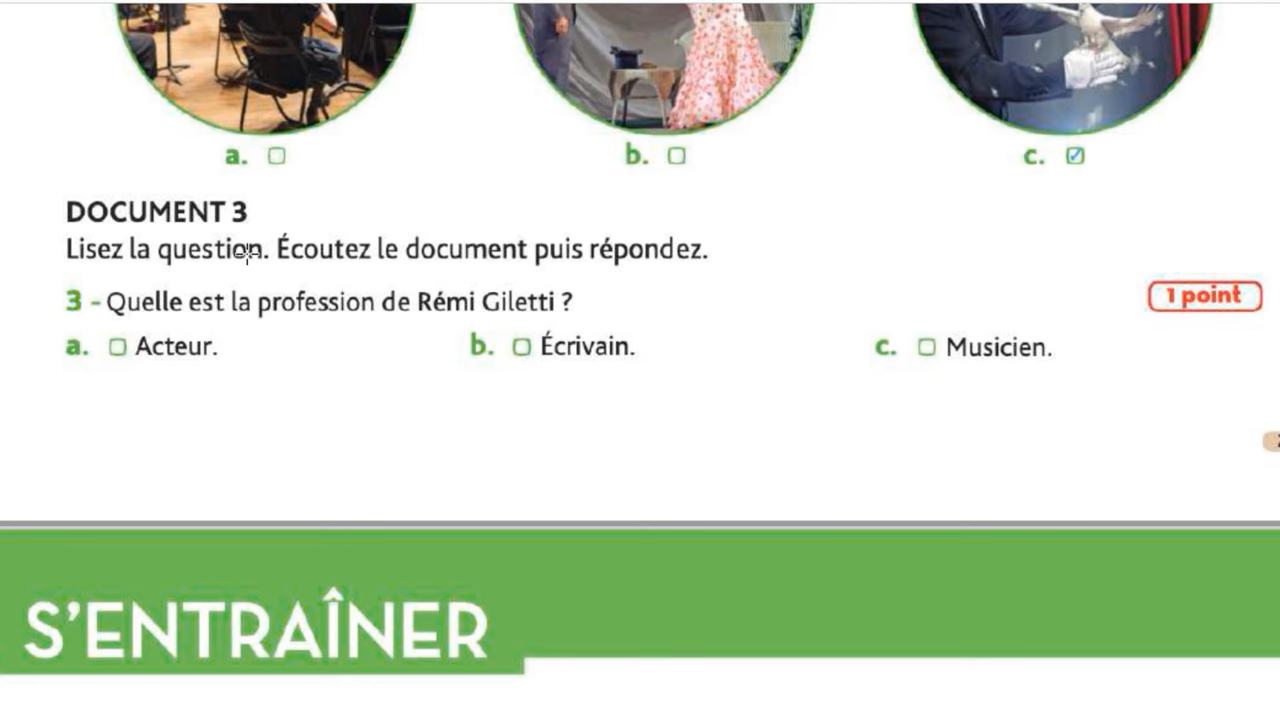 a. b. c.
DOCUMENT 3
Lisez la question. Écoutez le document puis répondez.
3 - Quelle est la profession de Rémi Giletti ?
1 point
a. Acteur. b. Écrivain. c. Musicien.
S'ENTRAÎNER